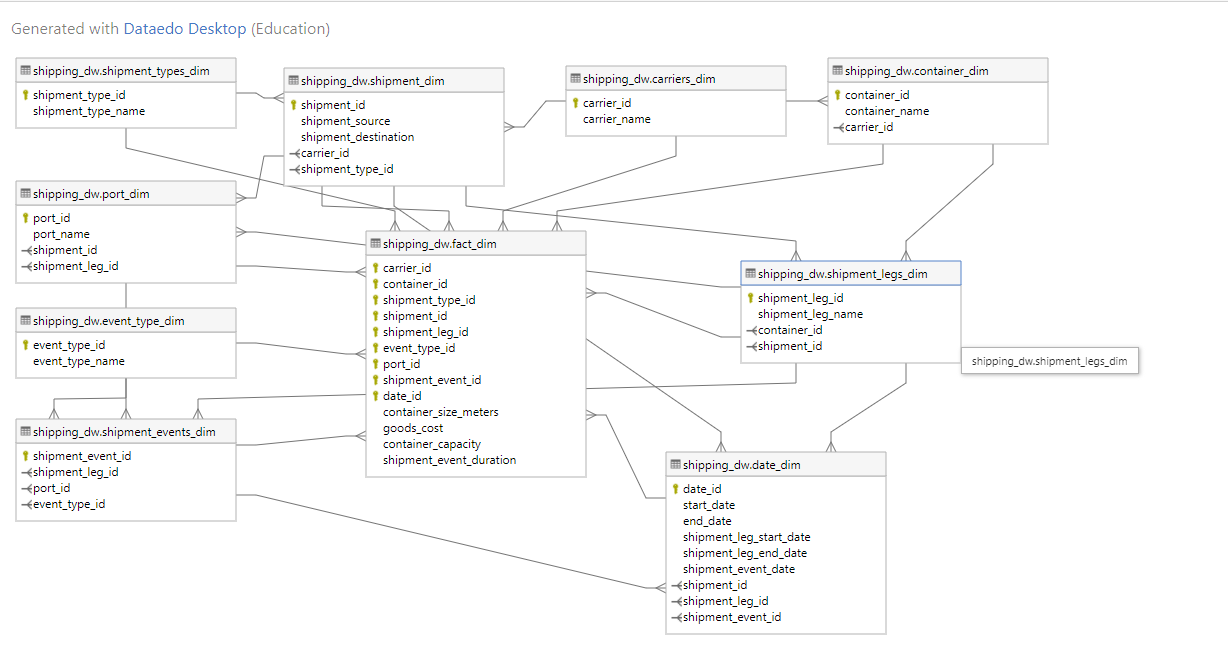 Generated with Dataedo Desktop (Education)
shipping_dw.shipment_types_dim
shipment_type_id
shipment_type_name
shipping_dw.shipment_dim
shipment_id
shipment_source
shipment_destination
carrier_id
shipment_type_id
shipping_dw.carriers_dim
carrier_id
carrier_name
shipping_dw.container_dim
container_id
container_name
carrier_id
shipping_dw.port_dim
port_id
port_name
shipment_id
shipment_leg_id
shipping_dw.fact_dim
carrier_id
container_id
shipment_type_id
shipment_id
shipment_leg_id
event_type_id
port_id
shipment_event_id
date_id
container_size_meters
goods_cost
container_capacity
shipment_event_duration
shipping_dw.shipment_legs_dim
shipment_leg_id
shipment_leg_name
container_id
shipment_id
shipping_dw.shipment_legs_dim
shipping_dw.event_type_dim
event_type_id
event_type_name
shipping_dw.shipment_events_dim
shipment_event_id
shipment_leg_id
port_id
event_type_id
shipping_dw.date_dim
date_id
start_date
end_date
shipment_leg_start_date
shipment_leg_end_date
shipment_event_date
shipment_id
shipment_leg_id
shipment_event_id